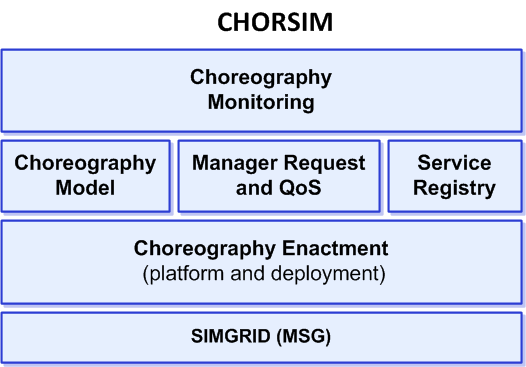 CHORSIM
Choreography
Monitoring
Choreography
Model
Manager Request
and QoS
Service
Registry
Choreography Enactment
(platform and deployment)
SIMGRID (MSG)